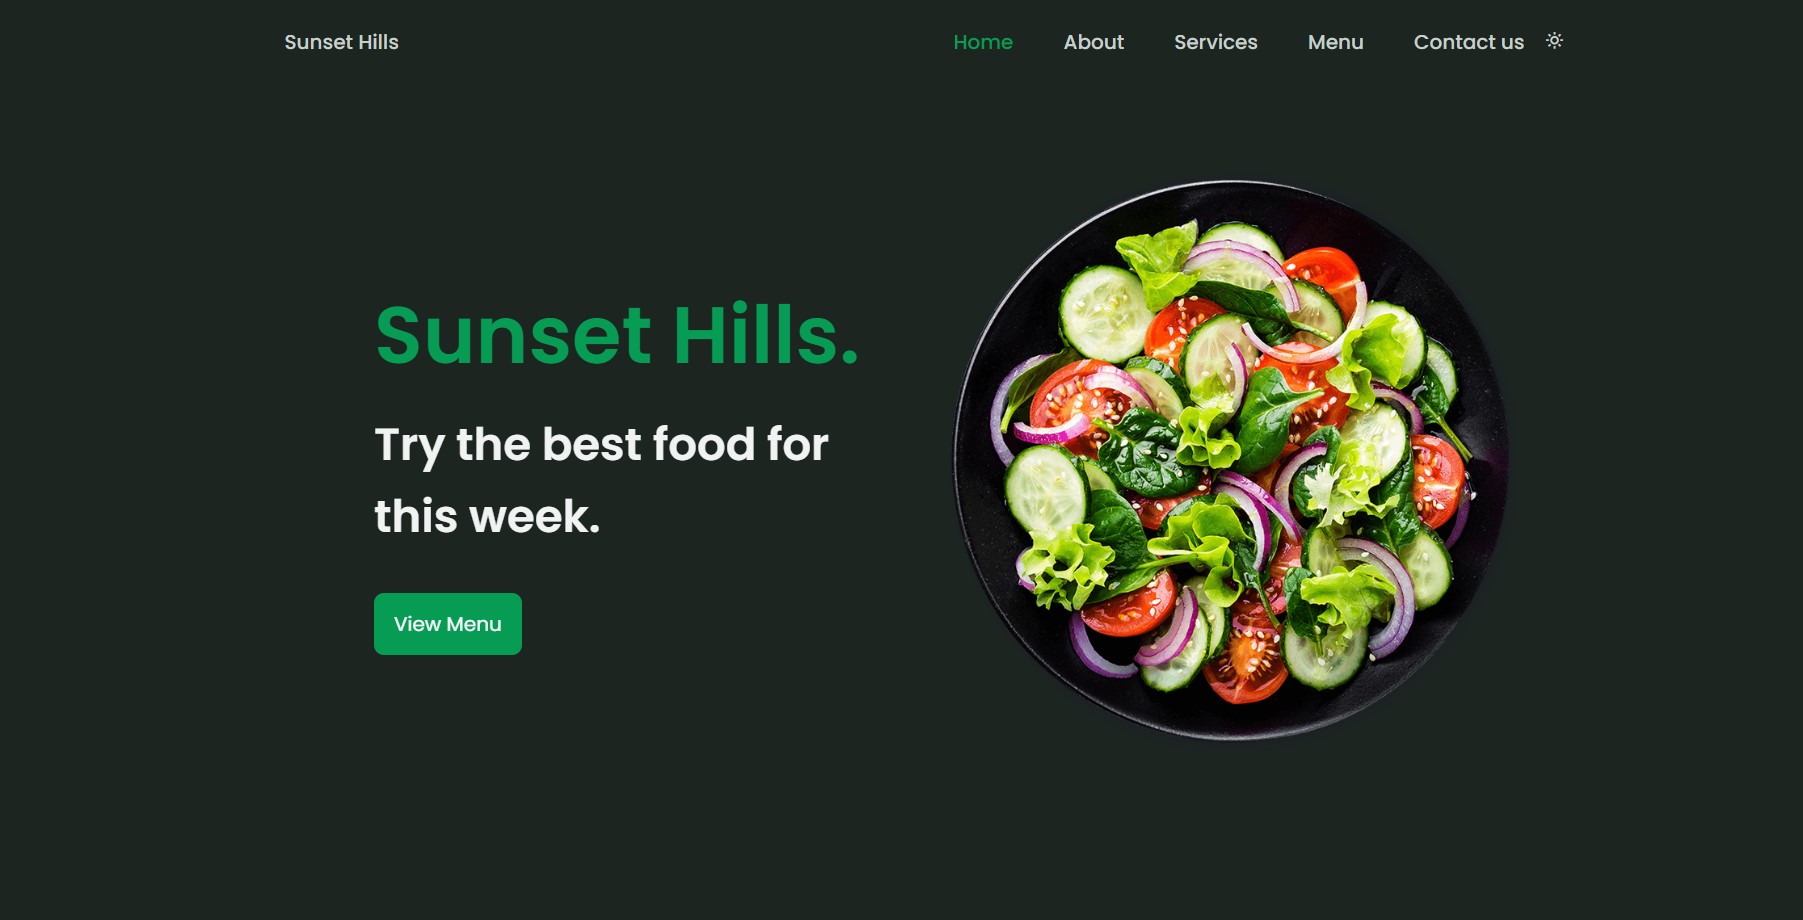 Sunset Hills
Home About Services Menu Contact us
Sunset Hills.
Try the best food for
this week.
View Menu